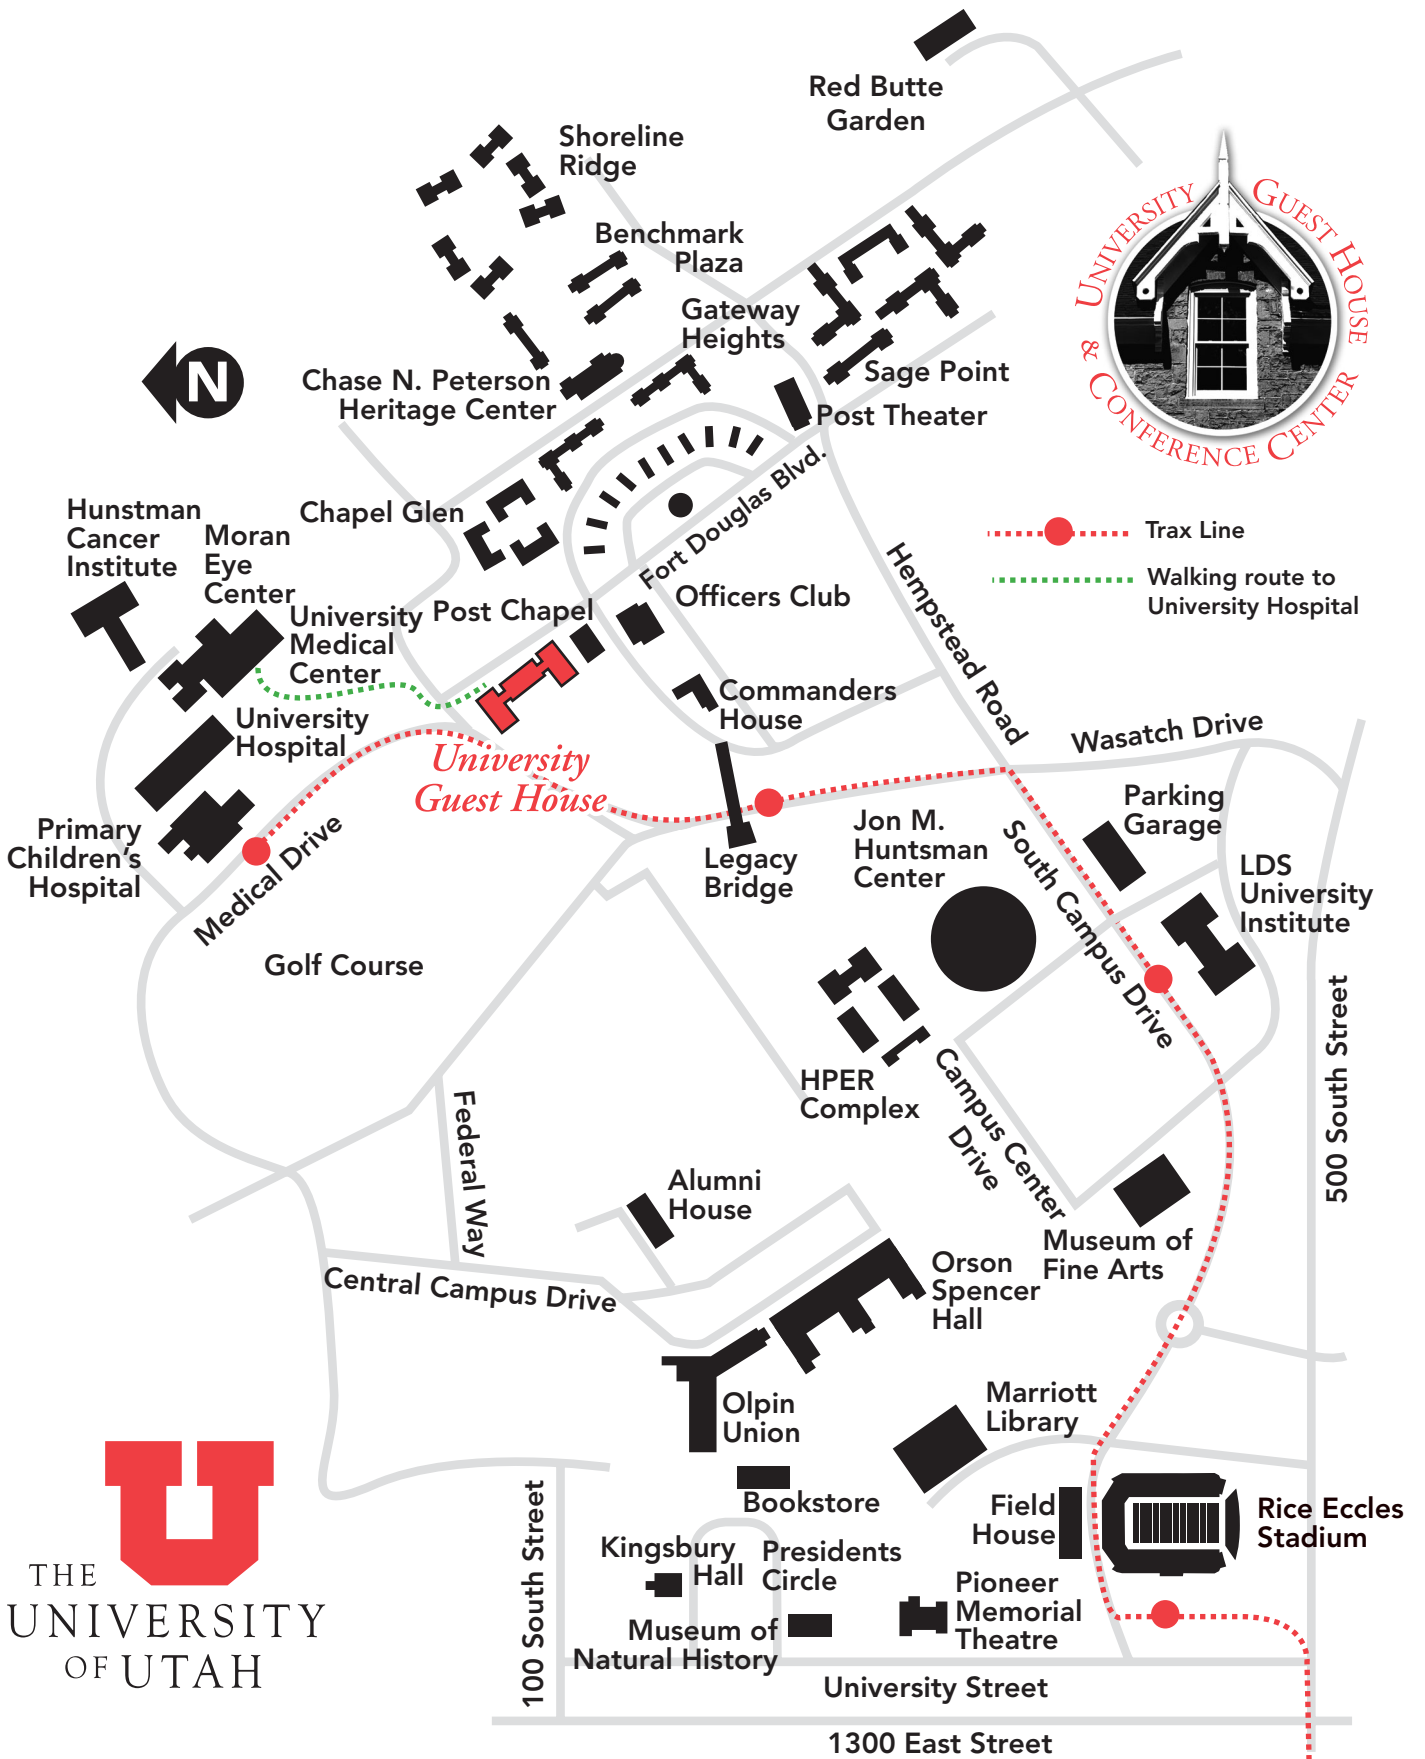 Red Butte
Garden
Shoreline
Ridge
Benchmark
Plaza
Gateway
Heights
UNIVERSITY
GUEST HOUSE
& CONFERENCE CENTER
N
Chase N. Peterson
Heritage Center
Sage Point
Post Theater
Chapel Glen
Fort Douglas Blvd.
Hunstman
Cancer
Institute
Moran
Eye
Center
Trax Line
Walking route to
University Hospital
Hempstead Road
Officers Club
Post Chapel
University
Medical
Center
University
Hospital
Commanders
House
University
Guest House
Wasatch Drive
Primary
Children's
Hospital
Medical Drive
Legacy
Bridge
Jon M.
Huntsman
Center
South Campus Drive
Parking
Garage
LDS
University
Institute
Golf Course
500 South Street
HPER
Complex
Campus Center
Drive
Federal Way
Alumni
House
Museum of
Fine Arts
Central Campus Drive
Orson
Spencer
Hall
Olpin
Union
Marriott
Library
Bookstore
Field
House
Rice Eccles
Stadium
100 South Street
Kingsbury
Hall
Presidents
Circle
Pioneer
Memorial
Theatre
Museum of
Natural History
University Street
1300 East Street
THE
UNIVERSITY
OF UTAH